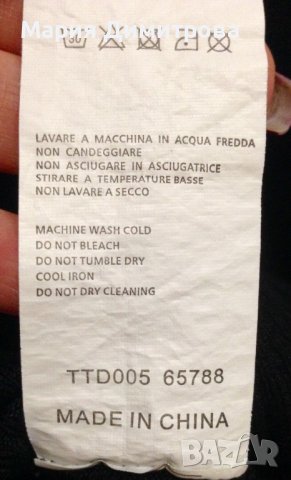 Мария Димитрова
LAVARE A MACCHINA IN ACQUA FREDDA
NON CANDEGGIARE
NON ASCIUGARE IN ASCIUGATRICE
STIRARE A TEMPERATURE BASSE
NON LAVARE A SECCO
MACHINE WASH COLD
DO NOT BLEACH
DO NOT TUMBLE DRY
COOL IRON
DO NOT DRY CLEANING
TTD005 65788
MADE IN CHINA
BAZAR